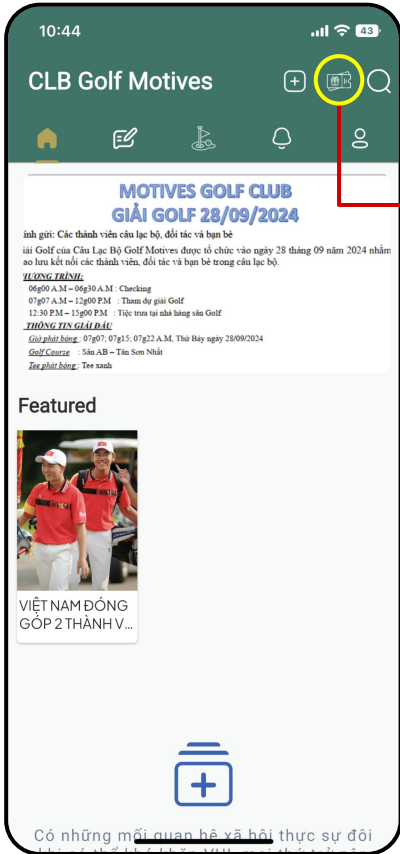 10:44
43
CLB Golf Motives
MOTIVES GOLF CLUB
GIẢI GOLF 28/09/2024
ính gửi: Các thành viên câu lạc bộ, đối tác và bạn bè
iải Golf của Câu Lạc Bộ Golf Motives được tổ chức vào ngày 28 tháng 09 năm 2024 nhằm
ao lưu kết nối các thành viên, đối tác và bạn bè trong câu lạc bộ.
HƯƠNG TRÌNH:
06g00 A.M – 06g30 A.M : Checking
07g07 A.M – 12g00 P.M : Tham dự giải Golf
12:30 P.M – 15g00 P.M : Tiệc trưa tại nhà hàng sân Golf
THÔNG TIN GIẢI ĐẤU
Giờ phát bóng : 07g07; 07g15; 07g22 A.M, Thứ Bảy ngày 28/09/2024
Golf Course : Sân AB – Tân Sơn Nhất
Tee phát bóng : Tee xanh
Featured
VIỆT NAM ĐÓNG
GÓP 2 THÀNH V...
Có những mối quan hệ xã hội thực sự đôi